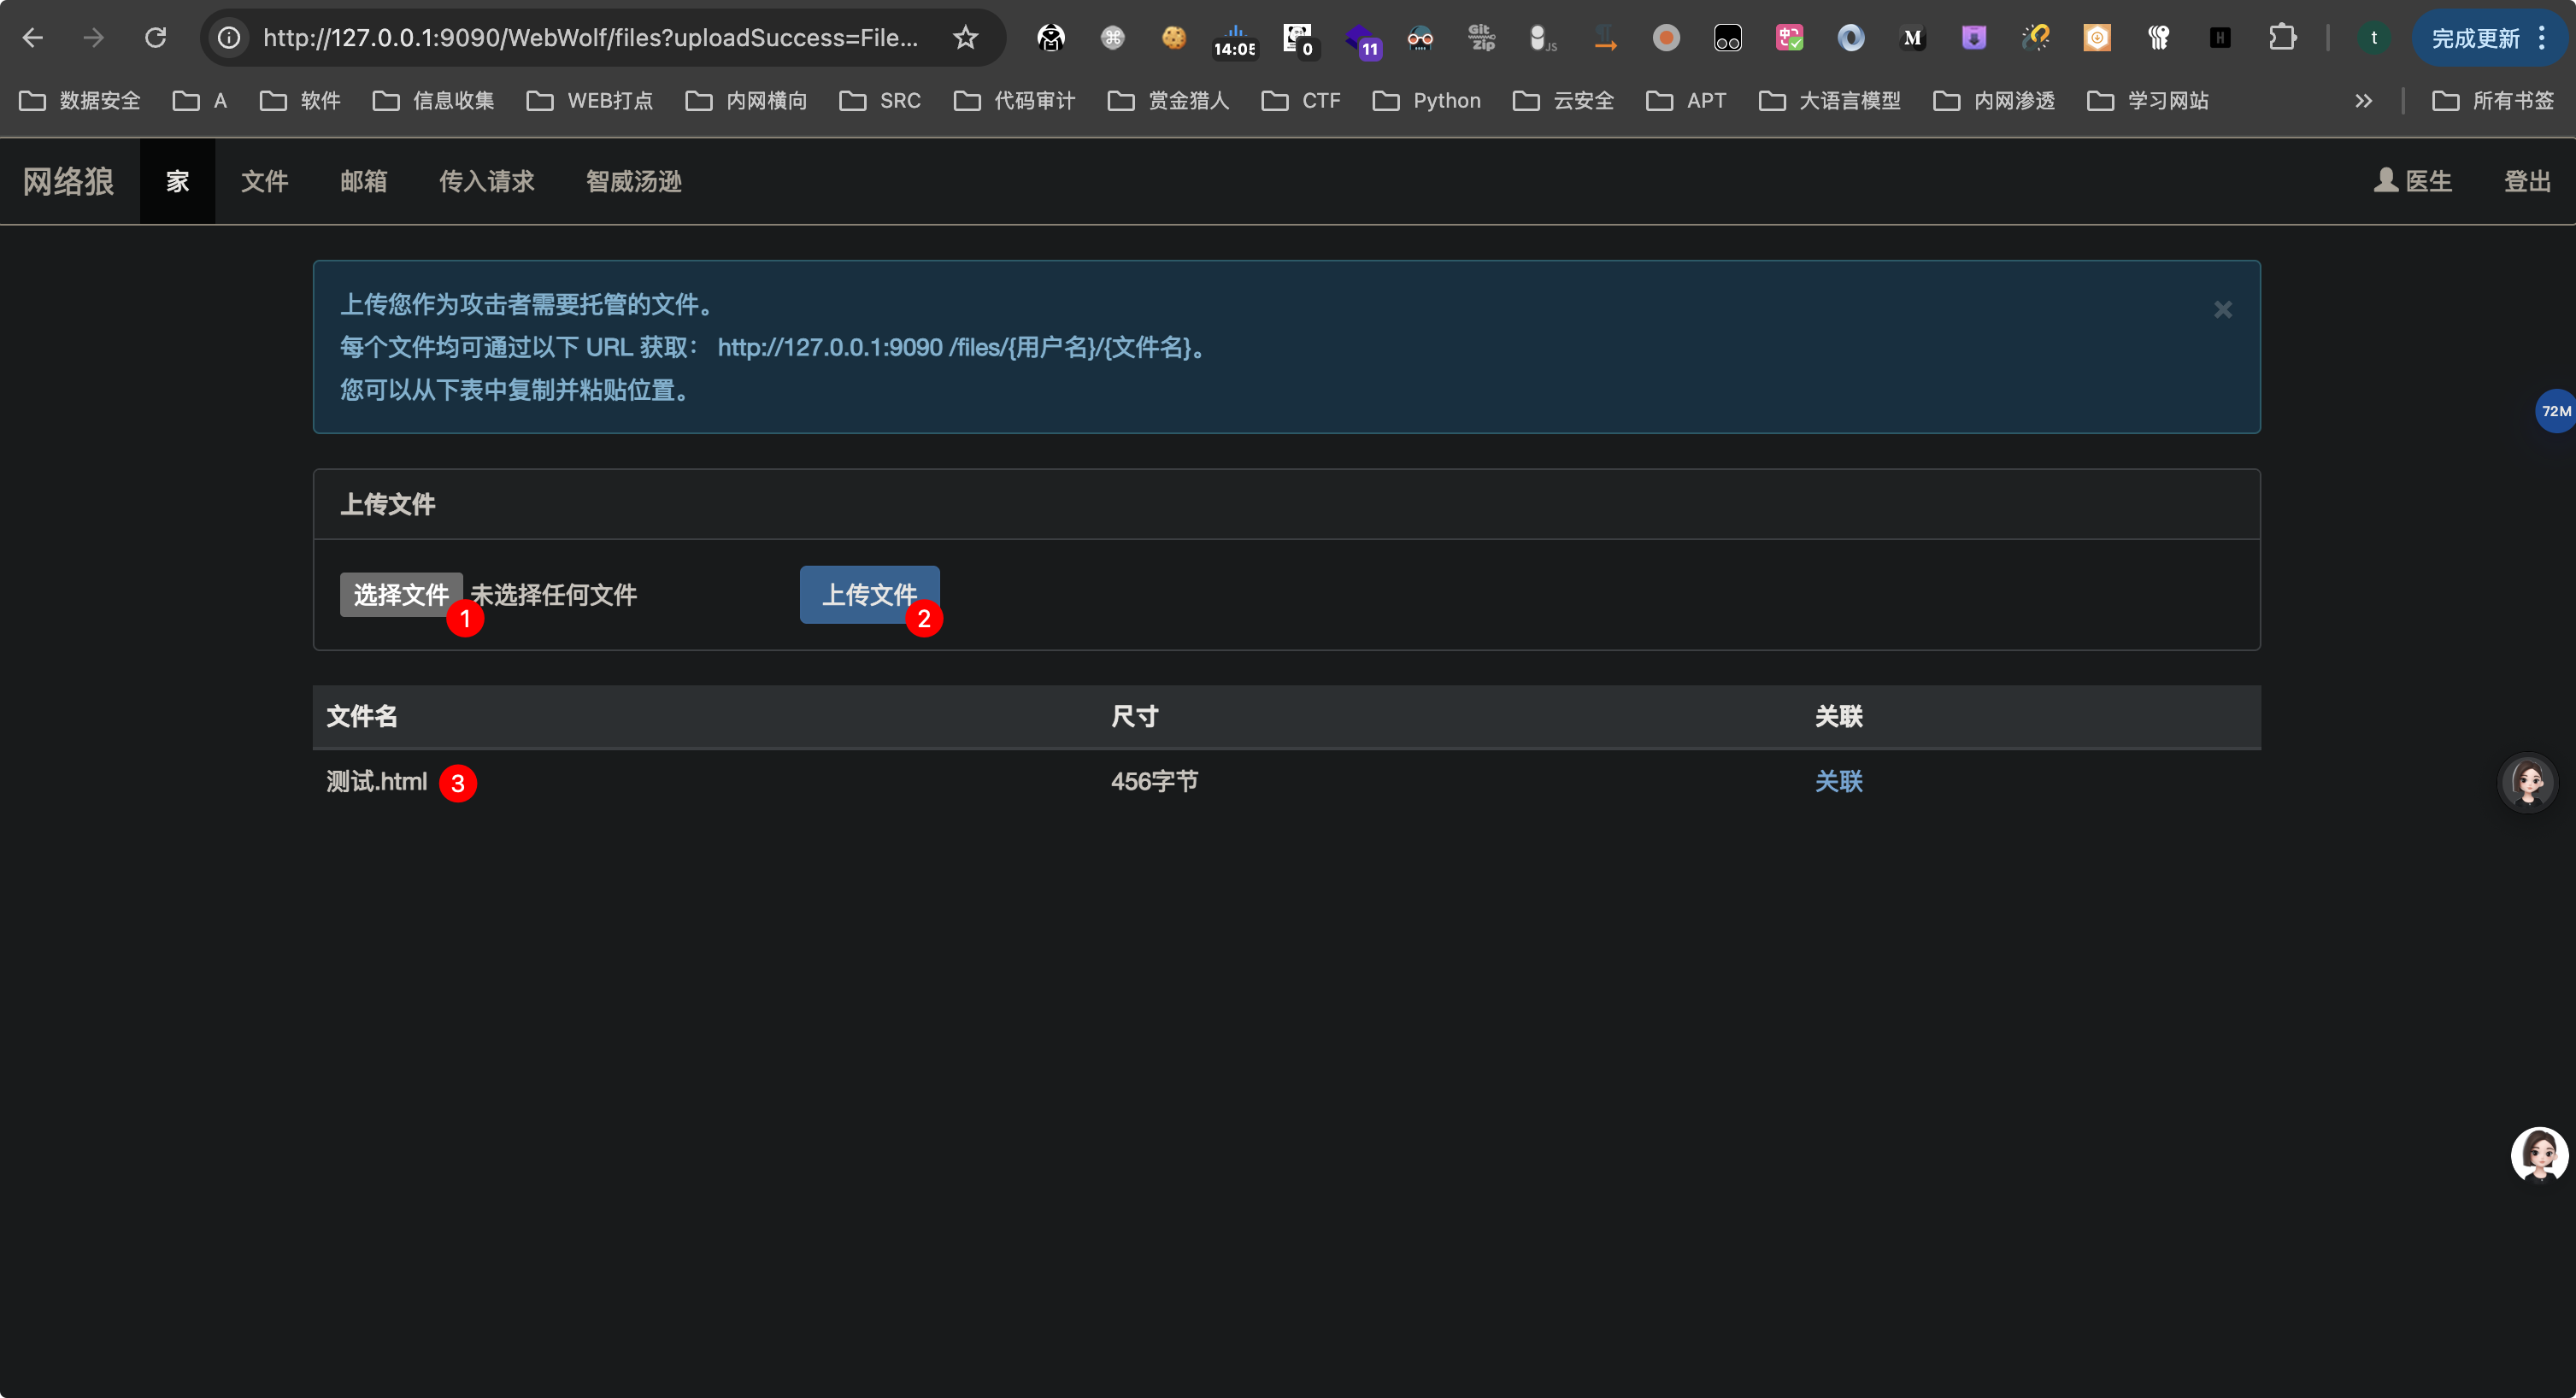 http://127.0.0.1:9090/WebWolf/files?uploadSuccess=File...
14:05
0
11
Git Zip
JS
M
H
t
完成更新
数据安全
A
软件
信息收集
WEB打点
内网横向
SRC
代码审计
赏金猎人
CTF
Python
云安全
APT
大语言模型
内网渗透
学习网站
所有书签
网络狼
家
文件
邮箱
传入请求
智威汤逊
医生
登出
上传您作为攻击者需要托管的文件。
每个文件均可通过以下 URL 获取： http://127.0.0.1:9090 /files/{用户名}/{文件名}。
您可以从下表中复制并粘贴位置。
72M
上传文件
选择文件 未选择任何文件 上传文件
1 2
文件名 尺寸 关联
测试.html 3 456字节 关联